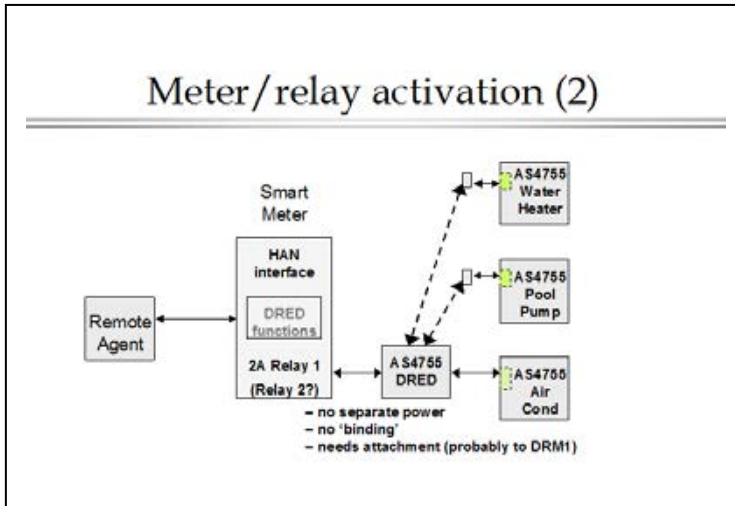 Meter/relay activation (2)
Smart
Meter
HAN
interface
DRED
functions
2A Relay 1
(Relay 2?)
Remote
Agent
AS4755
DRED
– no separate power
– no ‘binding’
– needs attachment (probably to DRM1)
AS4755
Water
Heater
AS4755
Pool
Pump
AS4755
Air
Cond